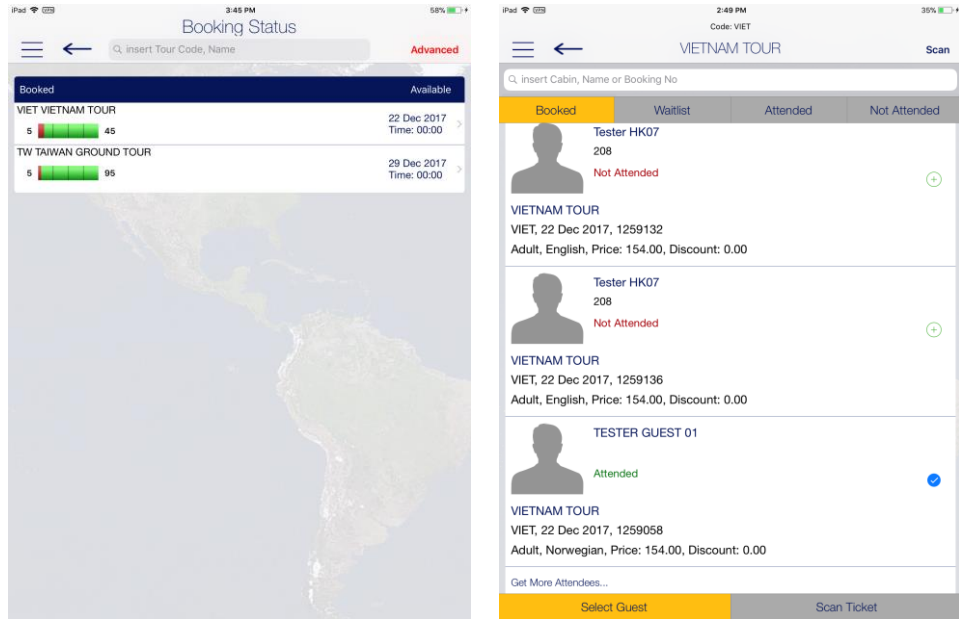 iPad VPN 3:45 PM 58%
Booking Status
insert Tour Code, Name Advanced
Booked Available
VIET VIETNAM TOUR
5 45 22 Dec 2017
Time: 00:00
TW TAIWAN GROUND TOUR
5 95 29 Dec 2017
Time: 00:00
iPad VPN 2:49 PM 35%
Code: VIET
VIETNAM TOUR Scan
insert Cabin, Name or Booking No
Booked Waitlist Attended Not Attended
Tester HK07
208
Not Attended
VIETNAM TOUR
VIET, 22 Dec 2017, 1259132
Adult, English, Price: 154.00, Discount: 0.00
Tester HK07
208
Not Attended
VIETNAM TOUR
VIET, 22 Dec 2017, 1259136
Adult, English, Price: 154.00, Discount: 0.00
TESTER GUEST 01
Attended
VIETNAM TOUR
VIET, 22 Dec 2017, 1259058
Adult, Norwegian, Price: 154.00, Discount: 0.00
Get More Attendees...
Select Guest Scan Ticket